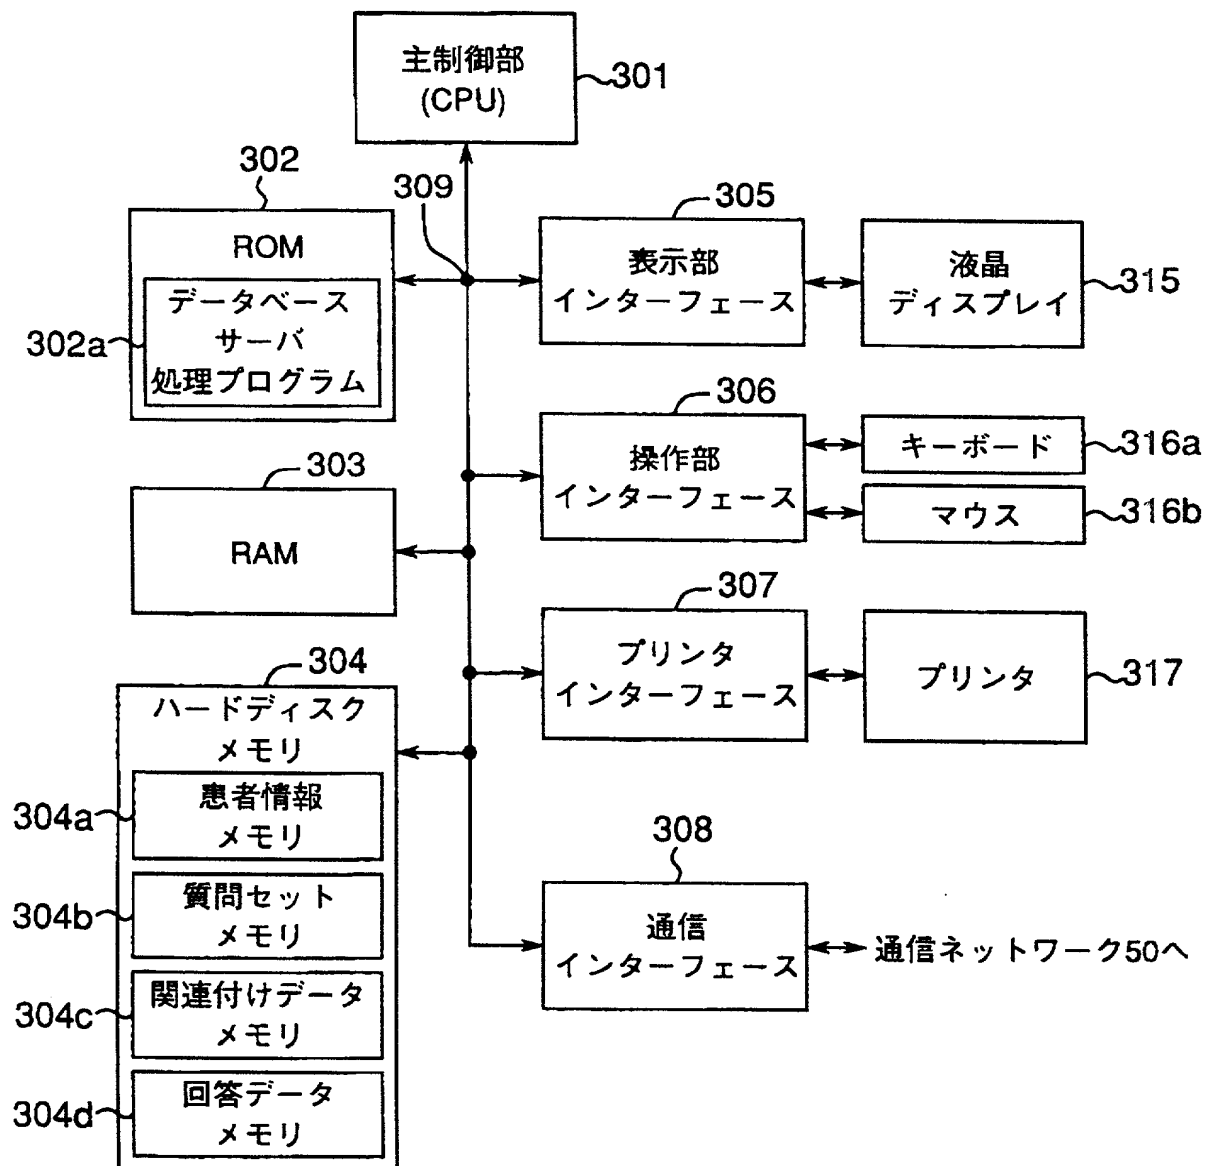 主制御部
(CPU)
301
302
309
305
ROM
データベース
サーバ
処理プログラム
302a
表示部
インターフェース
液晶
ディスプレイ
315
306
操作部
インターフェース
キーボード
316a
マウス
316b
303
RAM
307
プリンタ
インターフェース
プリンタ
317
304
ハードディスク
メモリ
患者情報
メモリ
304a
質問セット
メモリ
304b
関連付けデータ
メモリ
304c
回答データ
メモリ
304d
308
通信
インターフェース
通信ネットワーク50へ